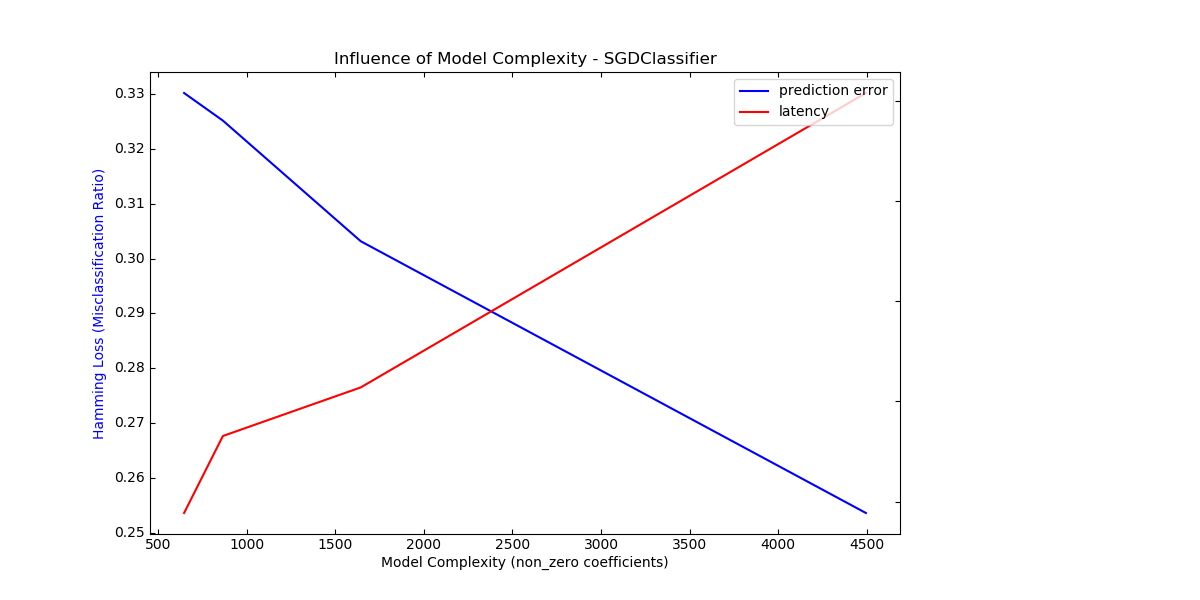 Influence of Model Complexity - SGDClassifier
prediction error
latency
Hamming Loss (Misclassification Ratio)
0.33
0.32
0.31
0.30
0.29
0.28
0.27
0.26
0.25
500 1000 1500 2000 2500 3000 3500 4000 4500
Model Complexity (non_zero coefficients)